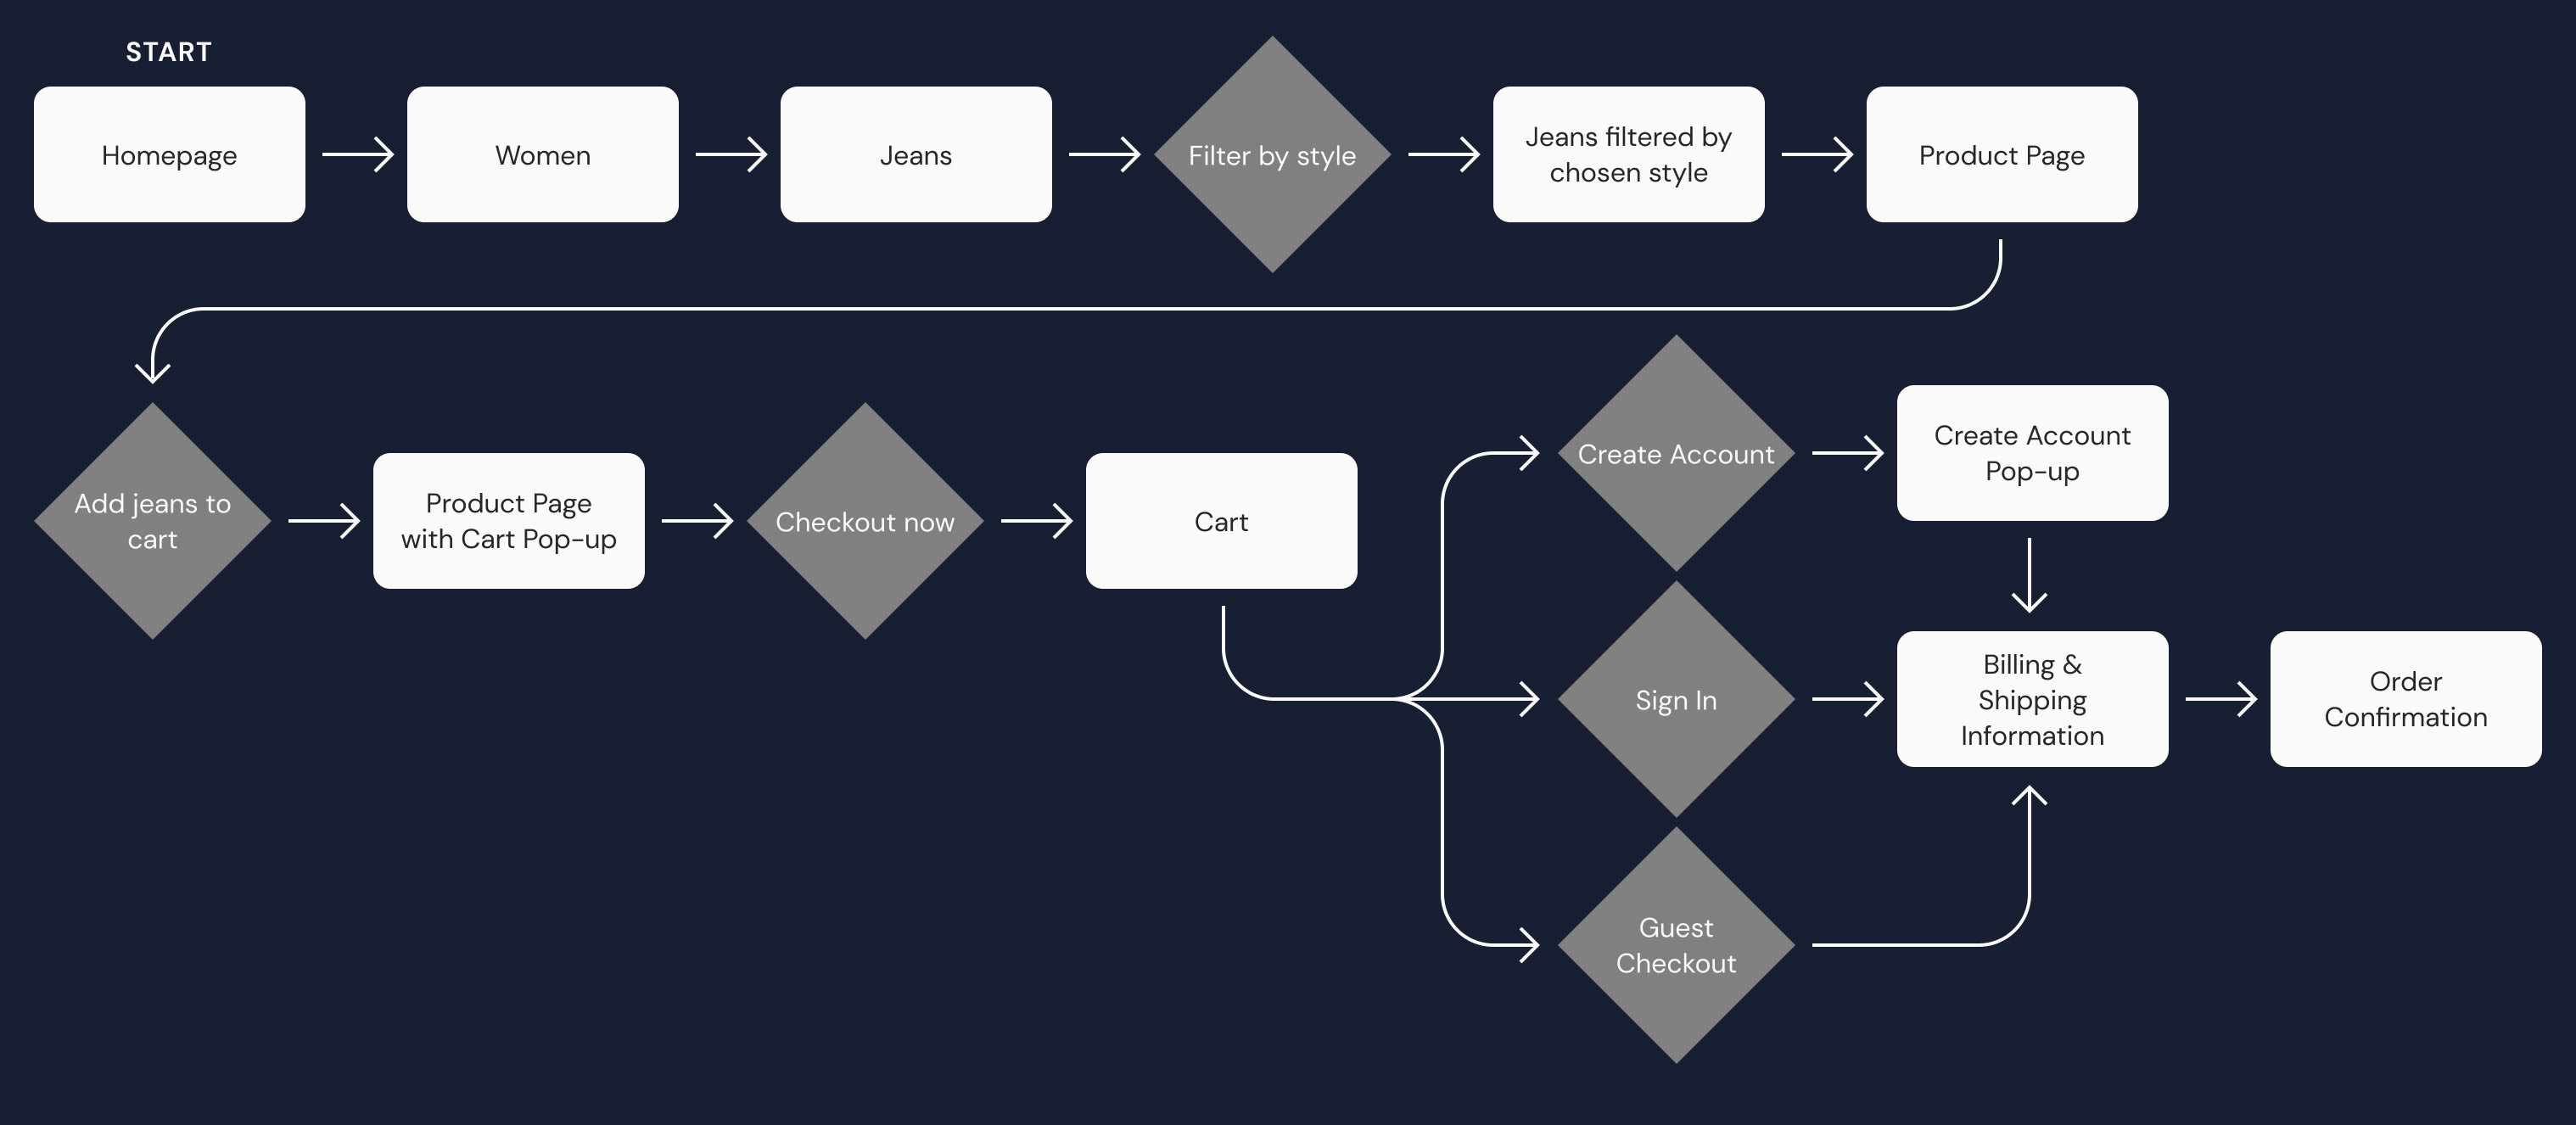 START
Homepage
Women
Jeans
Filter by style
Jeans filtered by
chosen style
Product Page
Add jeans to
cart
Product Page
with Cart Pop-up
Checkout now
Cart
Create Account
Create Account
Pop-up
Sign In
Billing &
Shipping
Information
Order
Confirmation
Guest
Checkout